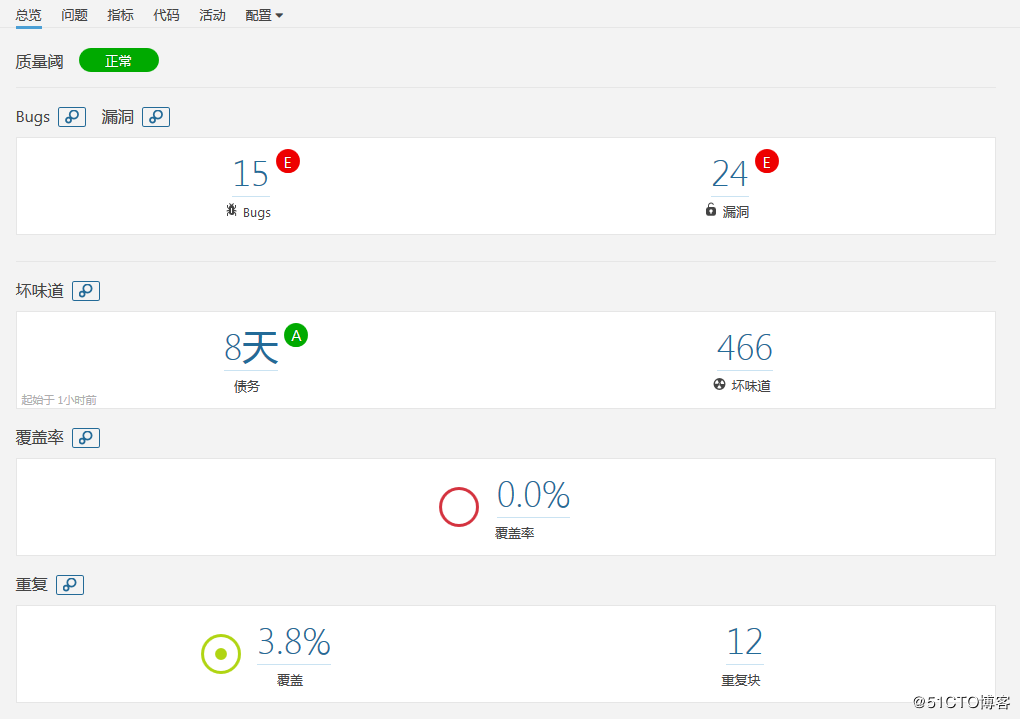 总览 问题 指标 代码 活动 配置
质量阈 正常
Bugs 漏洞
15 E 24 E
Bugs 漏洞
坏味道
8天 A 466
债务 坏味道
起始于 1小时前
覆盖率
0.0%
覆盖率
重复
3.8% 12
覆盖 重复块
@51CTO博客